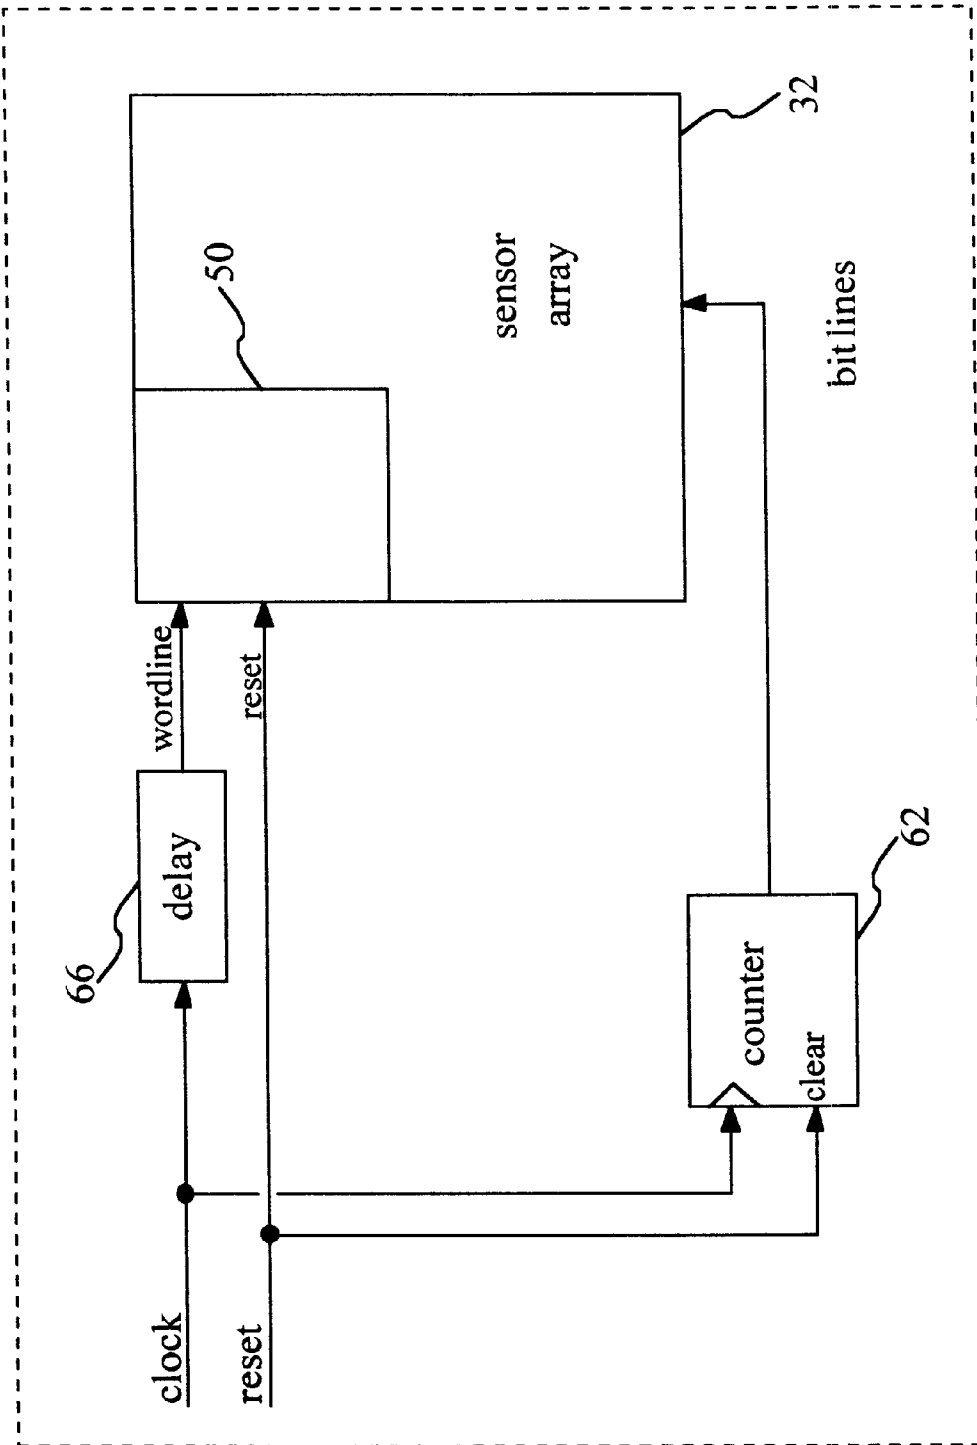 clock
reset
66
delay
wordline
reset
50
sensor
array
32
counter
clear
62
bit lines